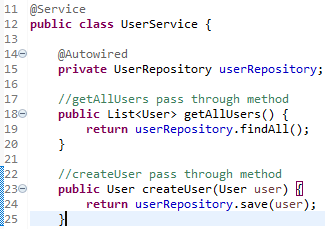 11 @Service
12 public class UserService {
13
14 @Autowired
15 private UserRepository userRepository;
16
17 //getAllUsers pass through method
18 public List<User> getAllUsers() {
19 return userRepository.findAll();
20 }
21
22 //createUser pass through method
23 public User createUser(User user) {
24 return userRepository.save(user);
25 }